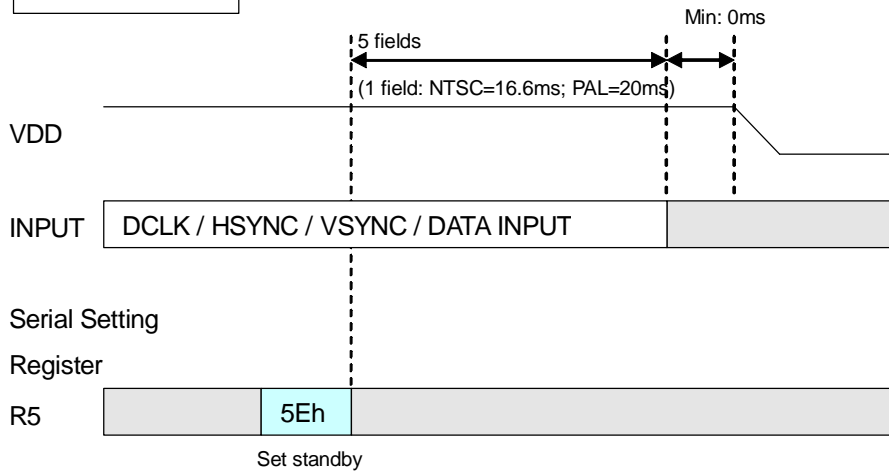 Min: 0ms
5 fields
(1 field: NTSC=16.6ms; PAL=20ms)
VDD
INPUT
DCLK / HSYNC / VSYNC / DATA INPUT
Serial Setting
Register
R5
5Eh
Set standby